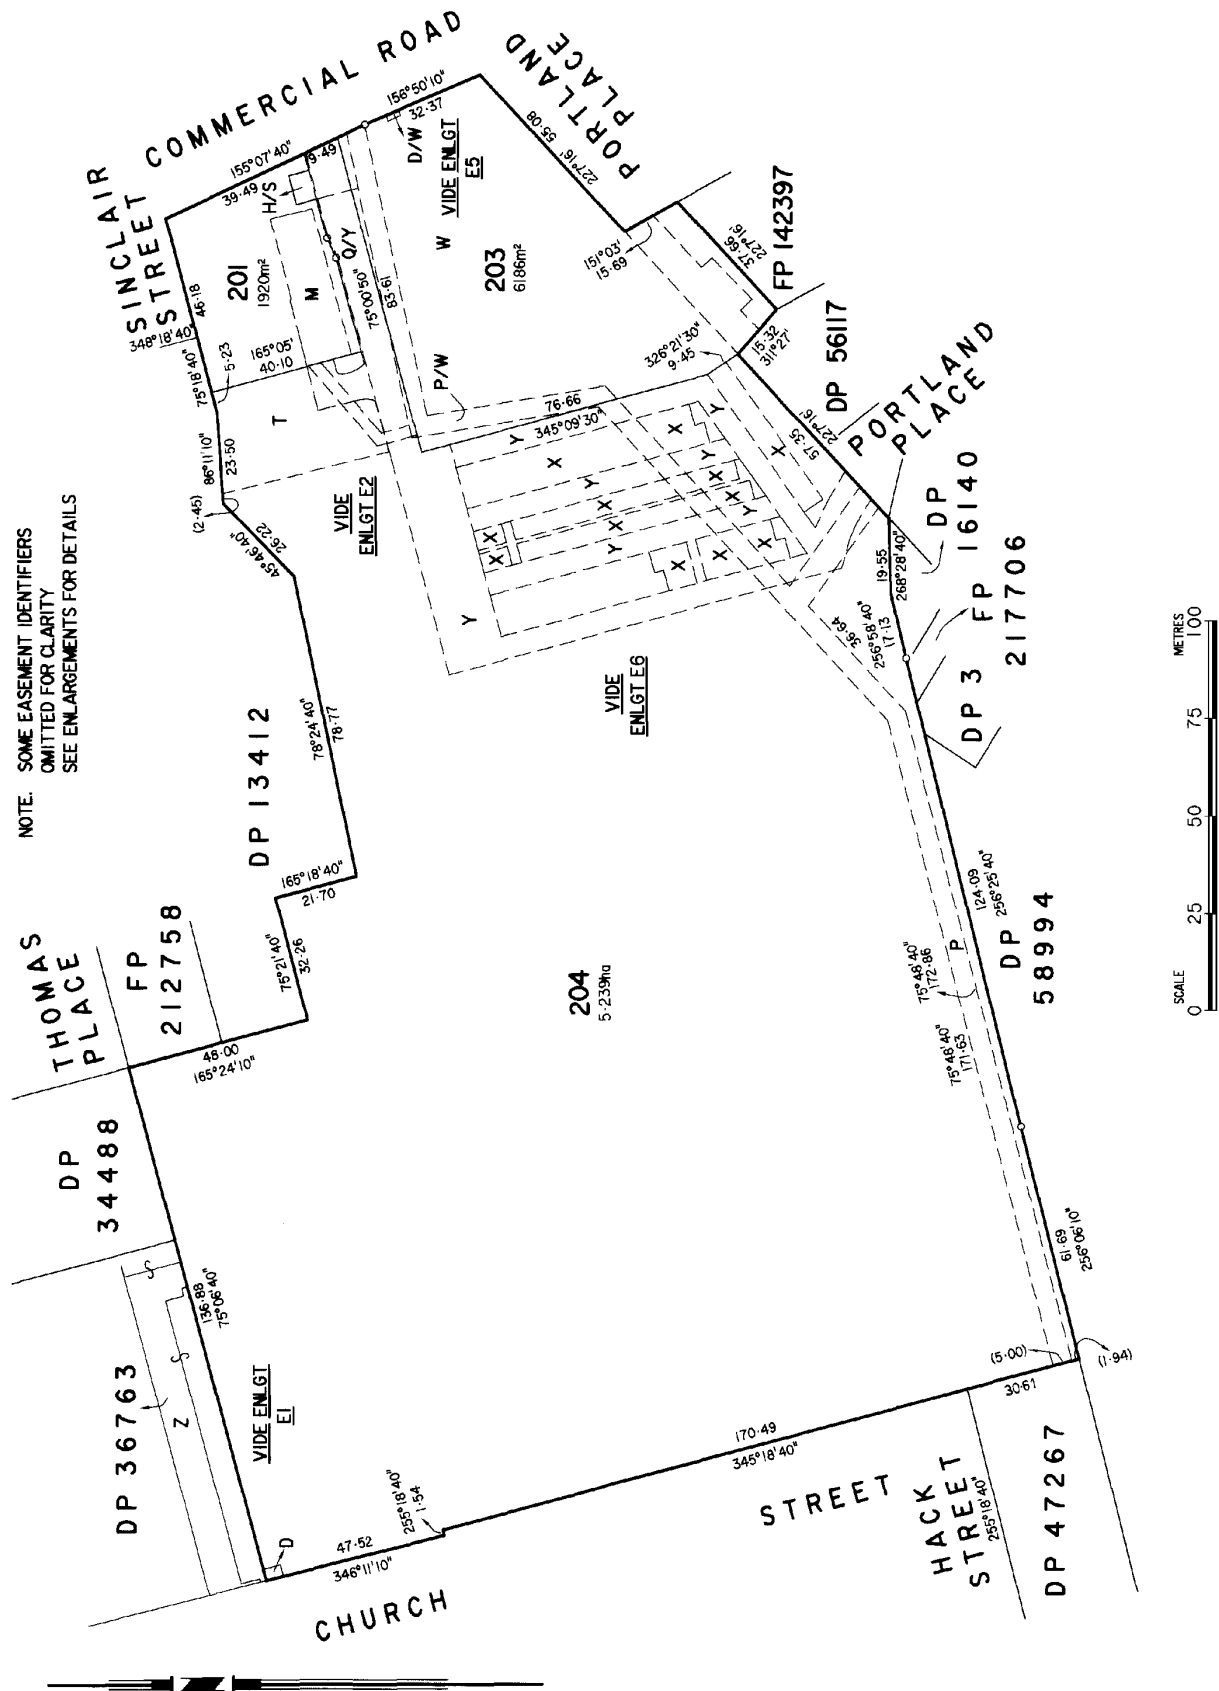 NOTE. SOME EASEMENT IDENTIFIERS
OMITTED FOR CLARITY
SEE ENLARGEMENTS FOR DETAILS
SINCLAIR
STREET
COMMERCIAL ROAD
PORTLAND
PLACE
155°07'40"
39·49
9·49
156°50'10"
32·37
H/S
D/W
VIDE ENLGT
E5
O/Y
M
201
1920m²
46·18
348°18'40"
75°18'40"
5·23
165°05'
40·10
75°00'50"
83·61
W
203
6186m²
227°16'
55·08
151°03'
15·69
37·66
227°16'
FP 142397
15·32
311°27'
DP 56117
326°21'30"
9·45
P/W
T
86°11'10"
23·50
(2·45)
26·22
45°46'40"
VIDE
ENLGT E2
76·66
345°09'30"
Y
Y
X
X
Y
X
X
Y
X
X
Y
X
Y
X
X
X
X
Y
57·35
227°16'
PORTLAND
PLACE
DP
16140
FP
217706
DP 3
19·55
268°28'40"
36·64
256°58'40"
17·13
VIDE
ENLGT E6
DP 13412
78°24'40"
78·77
165°18'40"
21·70
75°21'40"
32·26
THOMAS
PLACE
FP
212758
48·00
165°24'10"
204
5·239ha
124·09
256°25'40"
DP
58994
P
75°48'40"
172·86
75°48'40"
171·63
DP
34488
136·88
75°06'40"
S
S
Z
DP 36763
VIDE ENLGT
E1
D
47·52
346°11'10"
255°18'40"
1·54
170·49
345°18'40"
CHURCH
STREET
HACK
STREET
255°18'40"
DP 47267
30·61
(5·00)
(1·94)
61·69
256°06'10"
SCALE
METRES
0
25
50
75
100